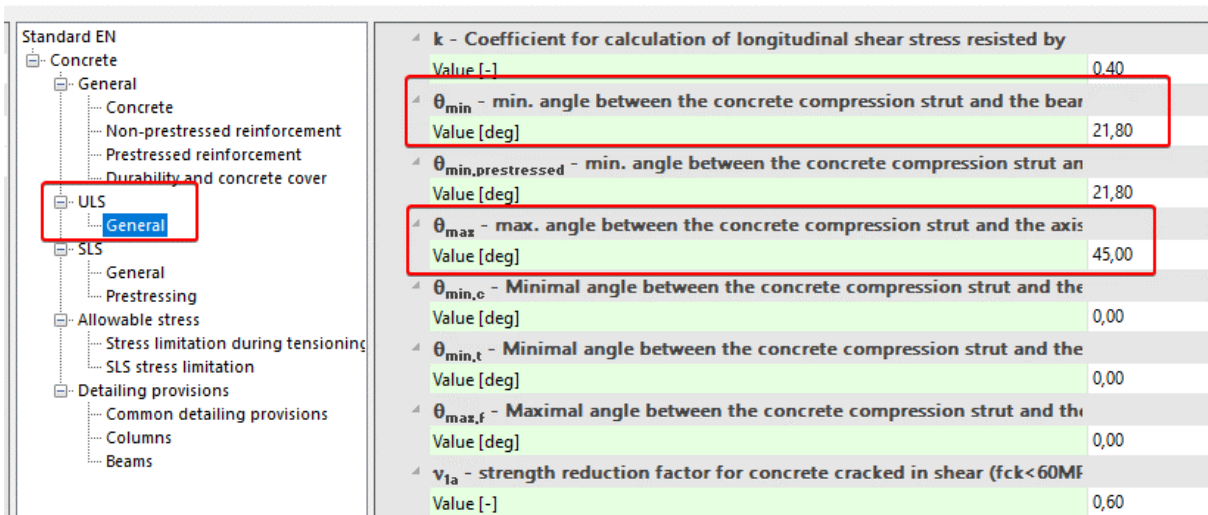 Standard EN
Concrete
General
Concrete
Non-prestressed reinforcement
Prestressed reinforcement
Durability and concrete cover
ULS
General
SLS
General
Prestressing
Allowable stress
Stress limitation during tensioning
SLS stress limitation
Detailing provisions
Common detailing provisions
Columns
Beams
k - Coefficient for calculation of longitudinal shear stress resisted by
Value [-] 0,40
θmin - min. angle between the concrete compression strut and the bear
Value [deg] 21,80
θmin,prestressed - min. angle between the concrete compression strut an
Value [deg] 21,80
θmax - max. angle between the concrete compression strut and the axis
Value [deg] 45,00
θmin,c - Minimal angle between the concrete compression strut and the
Value [deg] 0,00
θmin,t - Minimal angle between the concrete compression strut and the
Value [deg] 0,00
θmax,f - Maximal angle between the concrete compression strut and the
Value [deg] 0,00
ν1a - strength reduction factor for concrete cracked in shear (fck<60MP
Value [-] 0,60